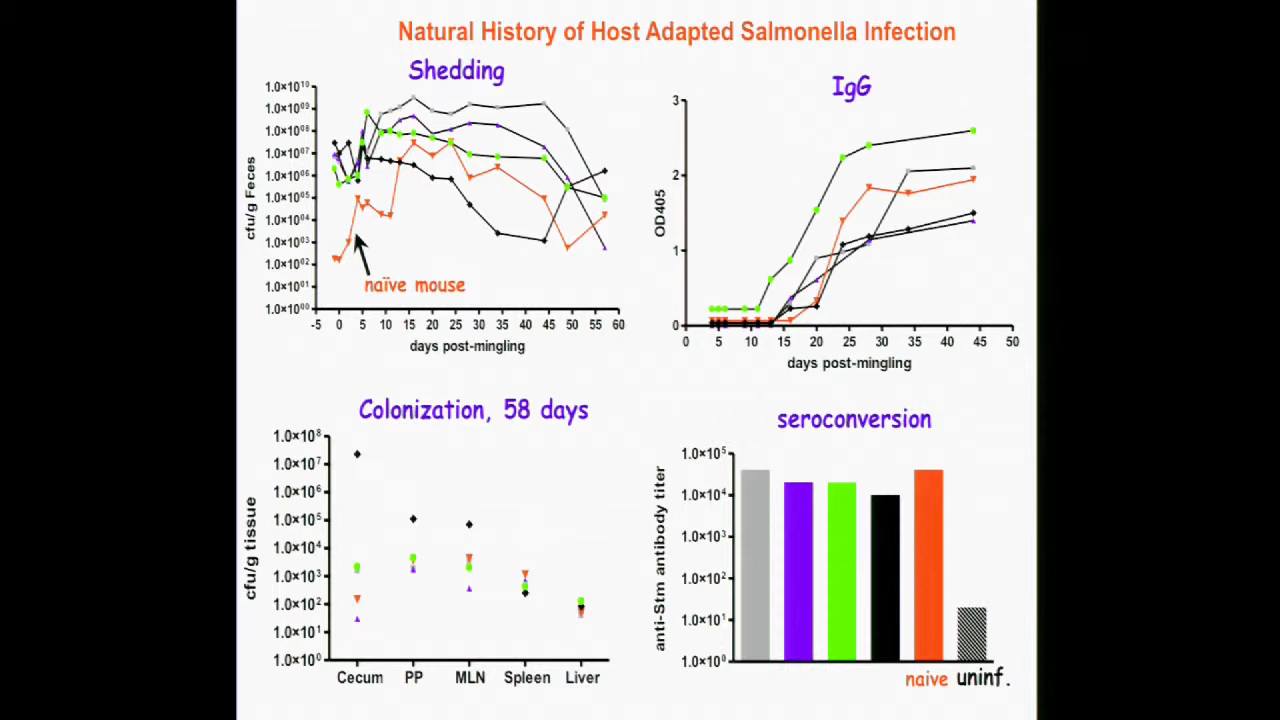 Natural History of Host Adapted Salmonella Infection
Shedding
cfu/g Feces
1.0×10¹⁰
1.0×10⁰⁹
1.0×10⁰⁸
1.0×10⁰⁷
1.0×10⁰⁶
1.0×10⁰⁵
1.0×10⁰⁴
1.0×10⁰³
1.0×10⁰²
1.0×10⁰¹
1.0×10⁰⁰
naïve mouse
-5 0 5 10 15 20 25 30 35 40 45 50 55 60
days post-mingling
IgG
OD405
3
2
1
0
0 5 10 15 20 25 30 35 40 45 50
days post-mingling
Colonization, 58 days
cfu/g tissue
1.0×10⁸
1.0×10⁷
1.0×10⁶
1.0×10⁵
1.0×10⁴
1.0×10³
1.0×10²
1.0×10¹
1.0×10⁰
Cecum PP MLN Spleen Liver
seroconversion
anti-Stm antibody titer
1.0×10⁵
1.0×10⁴
1.0×10³
1.0×10²
1.0×10¹
1.0×10⁰
naive uninf.